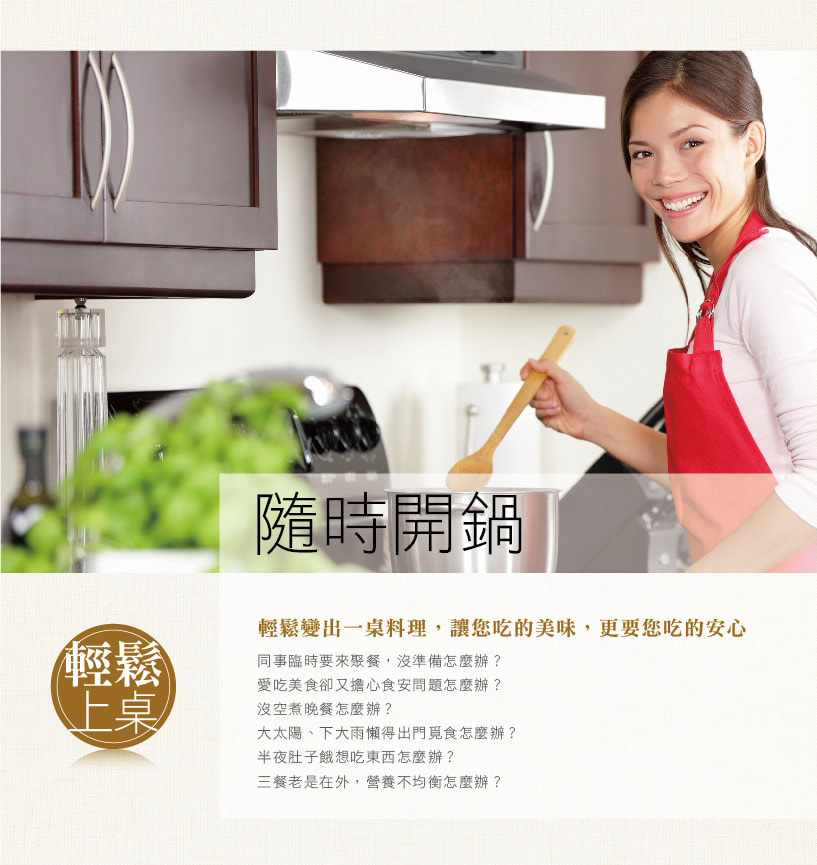 隨時開鍋
輕鬆變出一桌料理，讓您吃的美味，更要您吃的安心
輕鬆
上桌
同事臨時要來聚餐，沒準備怎麼辦？
愛吃美食卻又擔心食安問題怎麼辦？
沒空煮晚餐怎麼辦？
大太陽、下大雨懶得出門覓食怎麼辦？
半夜肚子餓想吃東西怎麼辦？
三餐老是在外，營養不均衡怎麼辦？